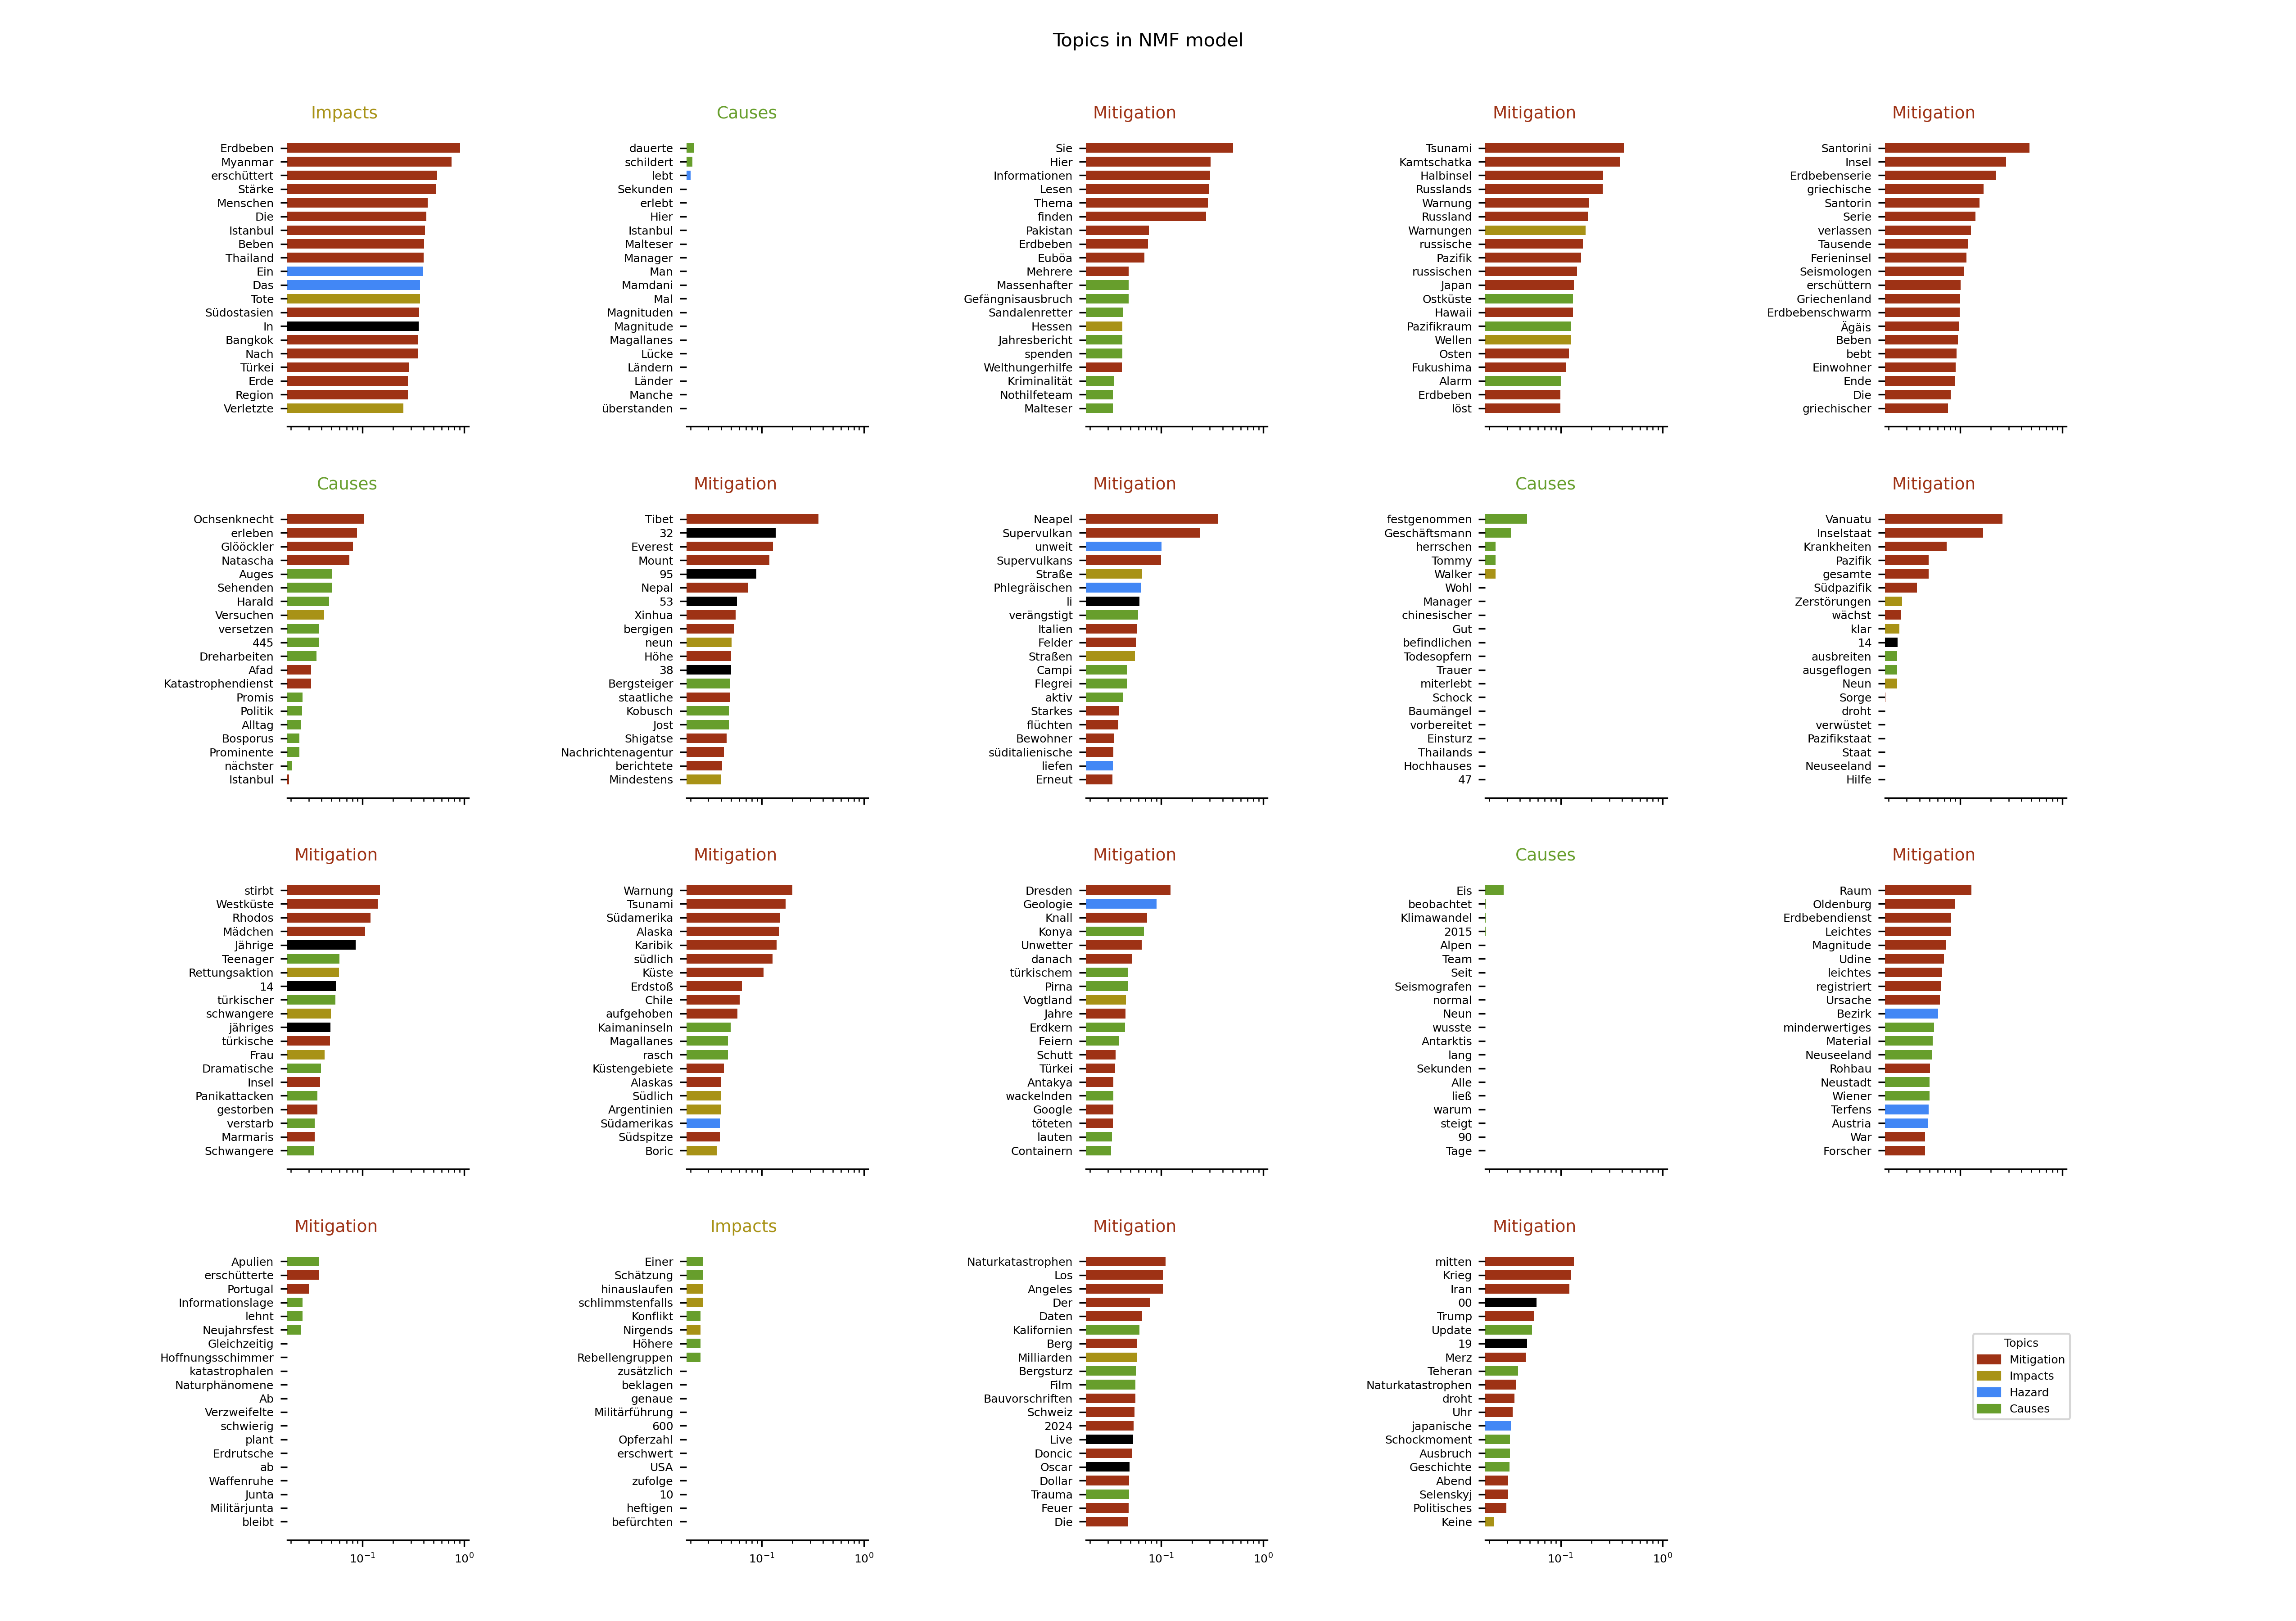 Topics in NMF model
Impacts
Erdbeben
Myanmar
erschüttert
Stärke
Menschen
Die
Istanbul
Beben
Thailand
Ein
Das
Tote
Südostasien
In
Bangkok
Nach
Türkei
Erde
Region
Verletzte
Causes
dauerte
schildert
lebt
Sekunden
erlebt
Hier
Istanbul
Malteser
Manager
Man
Mamdani
Mal
Magnituden
Magnitude
Magallanes
Lücke
Ländern
Länder
Manche
überstanden
Mitigation
Sie
Hier
Informationen
Lesen
Thema
finden
Pakistan
Erdbeben
Euböa
Mehrere
Massenhafter
Gefängnisausbruch
Sandalenretter
Hessen
Jahresbericht
spenden
Welthungerhilfe
Kriminalität
Nothilfeteam
Malteser
Mitigation
Tsunami
Kamtschatka
Halbinsel
Russlands
Warnung
Russland
Warnungen
russische
Pazifik
russischen
Japan
Ostküste
Hawaii
Pazifikraum
Wellen
Osten
Fukushima
Alarm
Erdbeben
löst
Mitigation
Santorini
Insel
Erdbebenserie
griechische
Santorin
Serie
verlassen
Tausende
Ferieninsel
Seismologen
erschüttern
Griechenland
Erdbebenschwarm
Ägäis
Beben
bebt
Einwohner
Ende
Die
griechischer
Causes
Ochsenknecht
erleben
Glööckler
Natascha
Auges
Sehenden
Harald
Versuchen
versetzen
445
Dreharbeiten
Afad
Katastrophendienst
Promis
Politik
Alltag
Bosporus
Prominente
nächster
Istanbul
Mitigation
Tibet
32
Everest
Mount
95
Nepal
53
Xinhua
bergigen
neun
Höhe
38
Bergsteiger
staatliche
Kobusch
Jost
Shigatse
Nachrichtenagentur
berichtete
Mindestens
Mitigation
Neapel
Supervulkan
unweit
Supervulkans
Straße
Phlegräischen
li
verängstigt
Italien
Felder
Straßen
Campi
Flegrei
aktiv
Starkes
flüchten
Bewohner
süditalienische
liefen
Erneut
Causes
festgenommen
Geschäftsmann
herrschen
Tommy
Walker
Wohl
Manager
chinesischer
Gut
befindlichen
Todesopfern
Trauer
miterlebt
Schock
Baumängel
vorbereitet
Einsturz
Thailands
Hochhauses
47
Mitigation
Vanuatu
Inselstaat
Krankheiten
Pazifik
gesamte
Südpazifik
Zerstörungen
wächst
klar
14
ausbreiten
ausgeflogen
Neun
Sorge
droht
verwüstet
Pazifikstaat
Staat
Neuseeland
Hilfe
Mitigation
stirbt
Westküste
Rhodos
Mädchen
Jährige
Teenager
Rettungsaktion
14
türkischer
schwangere
jähriges
türkische
Frau
Dramatische
Insel
Panikattacken
gestorben
verstarb
Marmaris
Schwangere
Mitigation
Warnung
Tsunami
Südamerika
Alaska
Karibik
südlich
Küste
Erdstoß
Chile
aufgehoben
Kaimaninseln
Magallanes
rasch
Küstengebiete
Alaskas
Südlich
Argentinien
Südamerikas
Südspitze
Boric
Mitigation
Dresden
Geologie
Knall
Konya
Unwetter
danach
türkischem
Pirna
Vogtland
Jahre
Erdkern
Feiern
Schutt
Türkei
Antakya
wackelnden
Google
töteten
lauten
Containern
Causes
Eis
beobachtet
Klimawandel
2015
Alpen
Team
Seit
Seismografen
normal
Neun
wusste
Antarktis
lang
Sekunden
Alle
ließ
warum
steigt
90
Tage
Mitigation
Raum
Oldenburg
Erdbebendienst
Leichtes
Magnitude
Udine
leichtes
registriert
Ursache
Bezirk
minderwertiges
Material
Neuseeland
Rohbau
Neustadt
Wiener
Terfens
Austria
War
Forscher
Mitigation
Apulien
erschütterte
Portugal
Informationslage
lehnt
Neujahrsfest
Gleichzeitig
Hoffnungsschimmer
katastrophalen
Naturphänomene
Ab
Verzweifelte
schwierig
plant
Erdrutsche
ab
Waffenruhe
Junta
Militärjunta
bleibt
10⁻¹ 10⁰
Impacts
Einer
Schätzung
hinauslaufen
schlimmstenfalls
Konflikt
Nirgends
Höhere
Rebellengruppen
zusätzlich
beklagen
genaue
Militärführung
600
Opferzahl
erschwert
USA
zufolge
10
heftigen
befürchten
10⁻¹ 10⁰
Mitigation
Naturkatastrophen
Los
Angeles
Der
Daten
Kalifornien
Berg
Milliarden
Bergsturz
Film
Bauvorschriften
Schweiz
2024
Live
Doncic
Oscar
Dollar
Trauma
Feuer
Die
10⁻¹ 10⁰
Mitigation
mitten
Krieg
Iran
00
Trump
Update
19
Merz
Teheran
Naturkatastrophen
droht
Uhr
japanische
Schockmoment
Ausbruch
Geschichte
Abend
Selenskyj
Politisches
Keine
10⁻¹ 10⁰
Topics
Mitigation
Impacts
Hazard
Causes